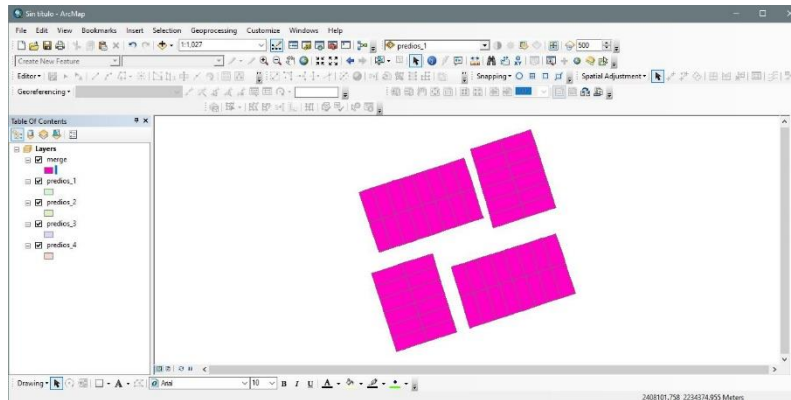 Sin título - ArcMap
File Edit View Bookmarks Insert Selection Geoprocessing Customize Windows Help
1:1,027 predios_1 500
Create New Feature
Editor Snapping Spatial Adjustment
Georeferencing
Table Of Contents
Layers
merge
predios_1
predios_2
predios_3
predios_4
Drawing A Arial 10 B I U A
2408101.758 2234374.955 Meters